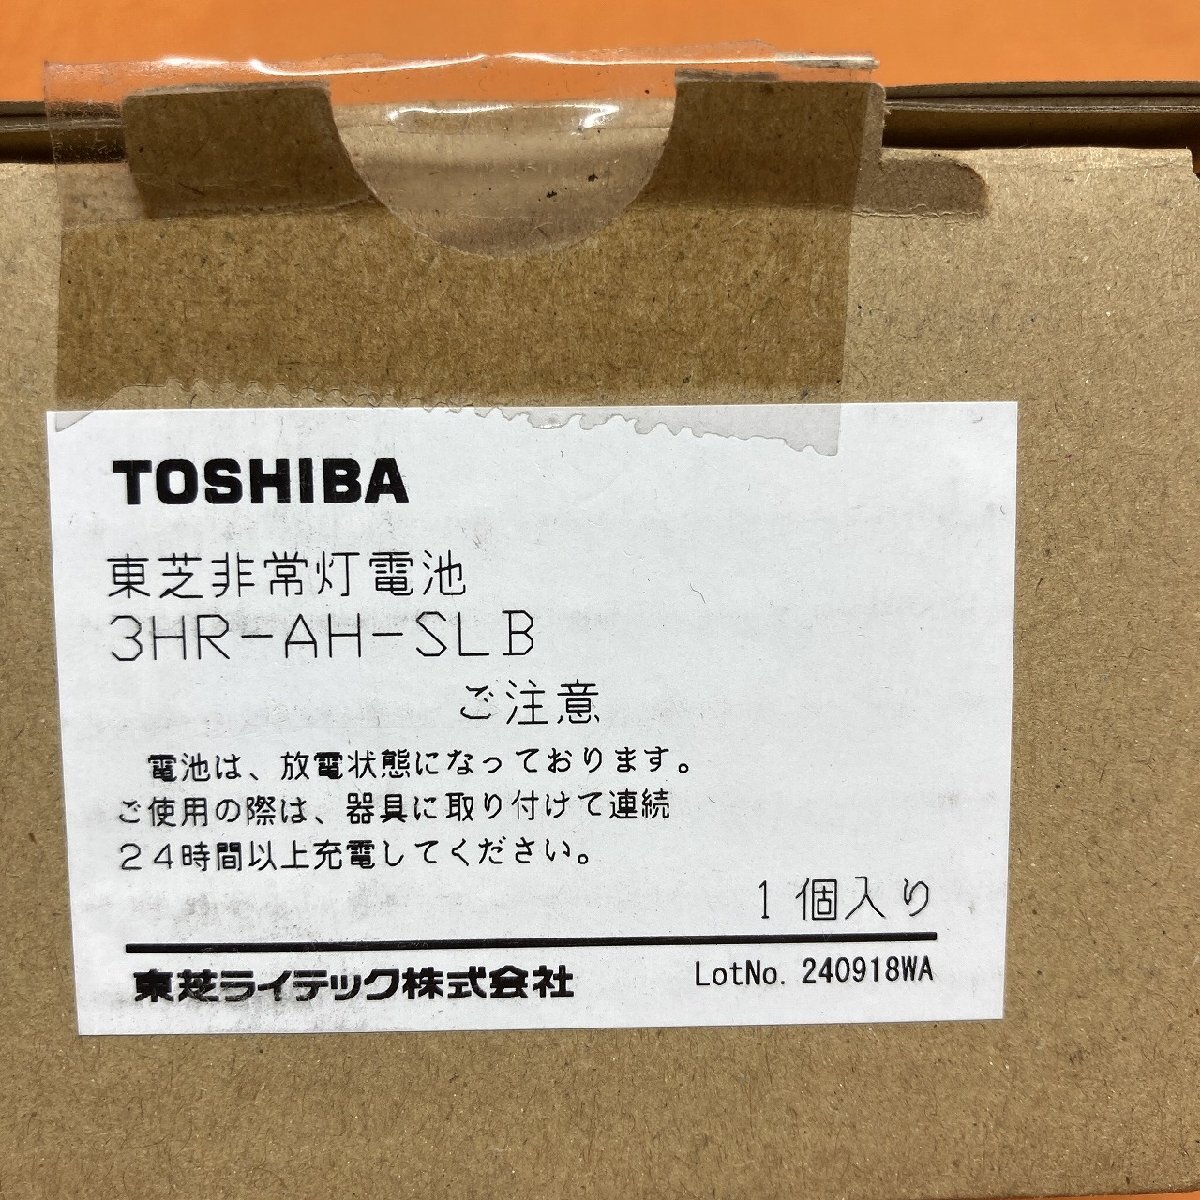 TOSHIBA
東芝非常灯電池
3HR-AH-SLB
ご注意
電池は、放電状態になっております。
ご使用の際は、器具に取り付けて連続
24時間以上充電してください。
1個入り
東芝ライテック株式会社
LotNo. 240918WA